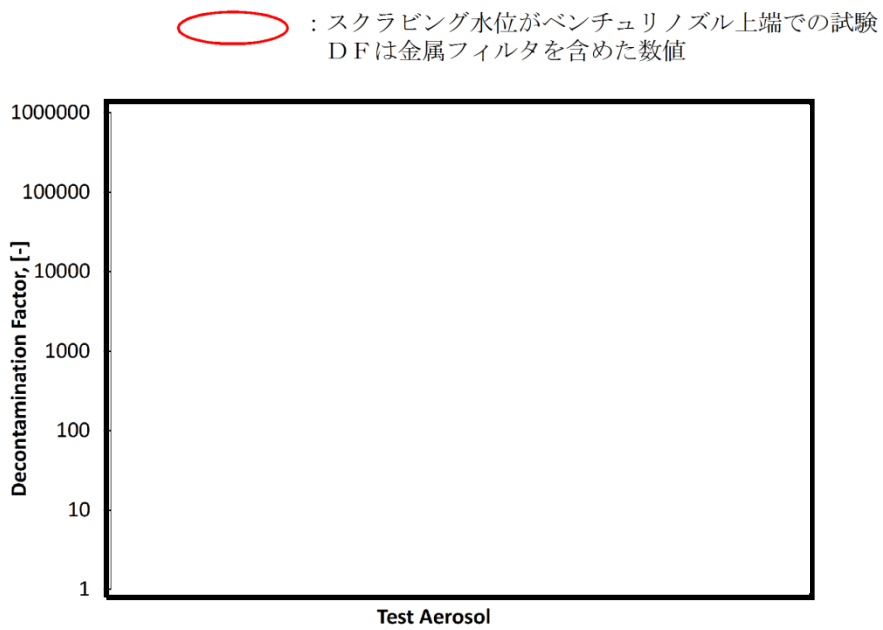 ：スクラビング水位がベンチュリノズル上端での試験
ＤＦは金属フィルタを含めた数値
1000000
100000
10000
1000
100
10
1
Decontamination Factor, [-]
Test Aerosol